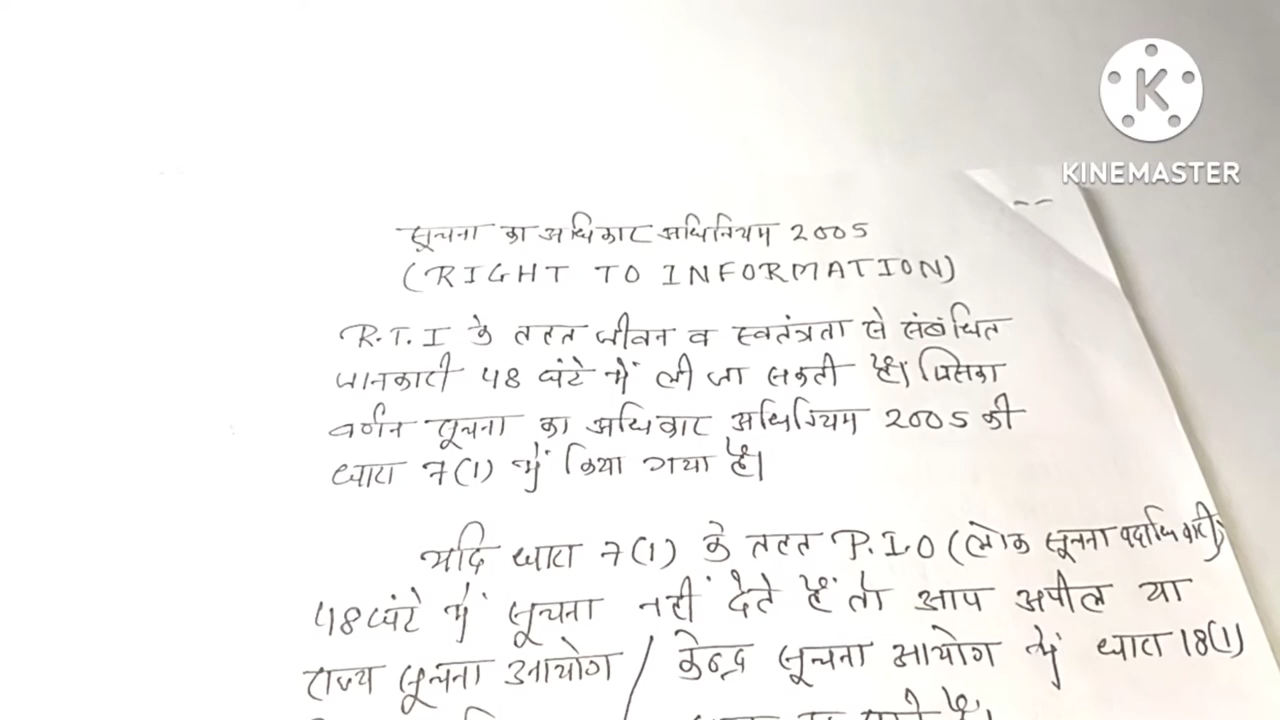 K
KINEMASTER
सूचना का अधिकार अधिनियम 2005
(RIGHT TO INFORMATION)
R.T.I के तहत जीवन व स्वतंत्रता से संबंधित
जानकारी 48 घंटे में ली जा सकती है। जिसका
वर्णन सूचना का अधिकार अधिनियम 2005 की
धारा 7(1) में किया गया है।
यदि धारा 7(1) के तहत P.I.O (लोक सूचना पदाधिकारी)
48 घंटे में सूचना नहीं देते हैं तो आप अपील या
राज्य सूचना आयोग / केन्द्र सूचना आयोग में धारा 18(1)
है।